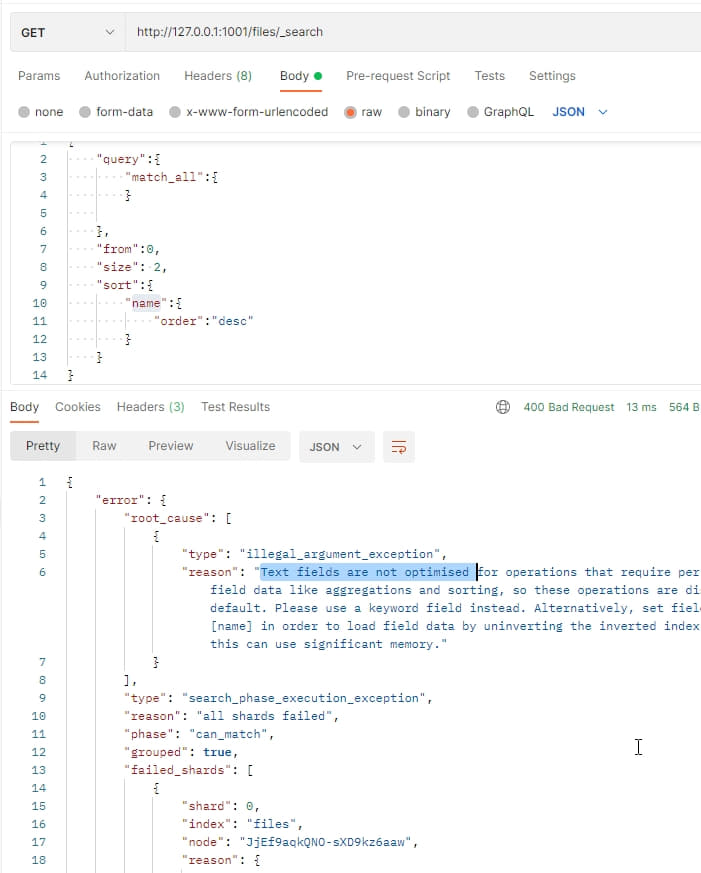 GET http://127.0.0.1:1001/files/_search
Params Authorization Headers (8) Body Pre-request Script Tests Settings
none form-data x-www-form-urlencoded raw binary GraphQL JSON
2 "query":{
3 "match_all":{
4 }
5
6 },
7 "from":0,
8 "size": 2,
9 "sort":{
10 "name":{
11 "order":"desc"
12 }
13 }
14 }
Body Cookies Headers (3) Test Results 400 Bad Request 13 ms 564 B
Pretty Raw Preview Visualize JSON
1 {
2 "error": {
3 "root_cause": [
4 {
5 "type": "illegal_argument_exception",
6 "reason": "Text fields are not optimised for operations that require per
field data like aggregations and sorting, so these operations are di
default. Please use a keyword field instead. Alternatively, set fiel
[name] in order to load field data by uninverting the inverted index
this can use significant memory."
7 }
8 ],
9 "type": "search_phase_execution_exception",
10 "reason": "all shards failed",
11 "phase": "can_match",
12 "grouped": true,
13 "failed_shards": [
14 {
15 "shard": 0,
16 "index": "files",
17 "node": "JjEf9aqkQNO-sXD9kz6aaw",
18 "reason": {